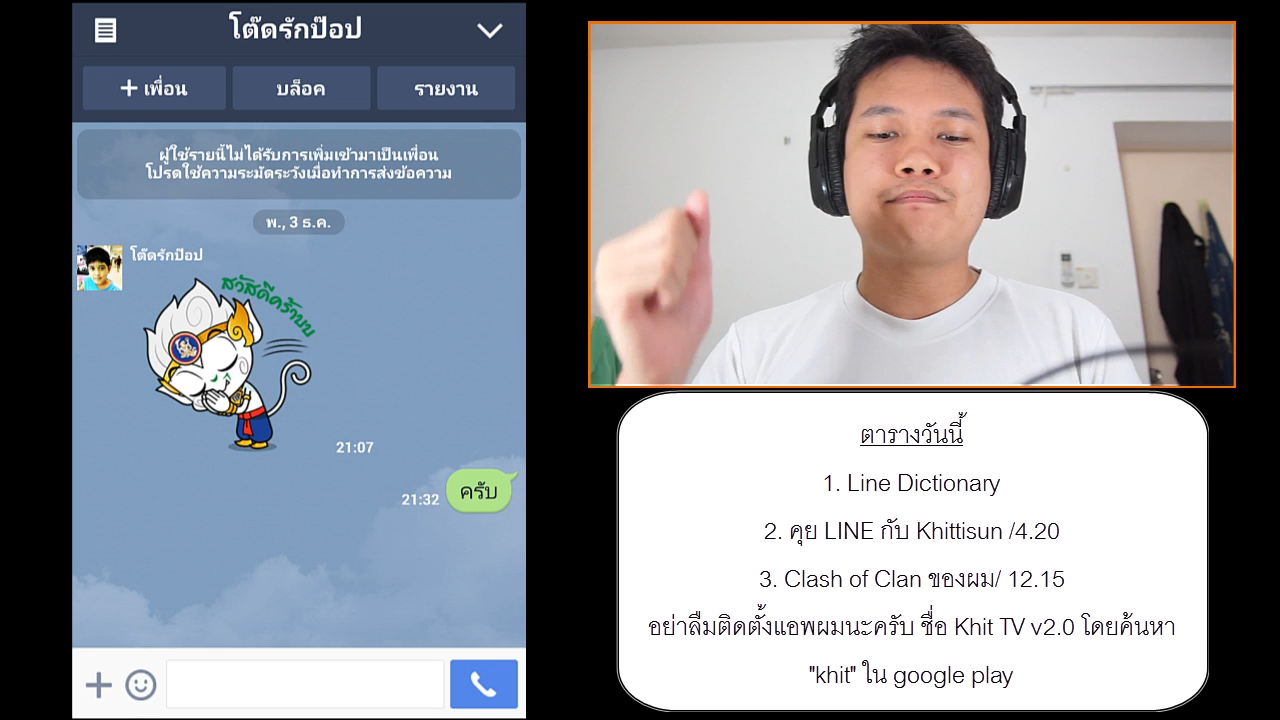 โต๊ดรักป๊อป
+ เพื่อน
บล็อค
รายงาน
ผู้ใช้รายนี้ไม่ได้รับการเพิ่มเข้ามาเป็นเพื่อน
โปรดใช้ความระมัดระวังเมื่อทำการส่งข้อความ
พ., 3 ธ.ค.
โต๊ดรักป๊อป
สวัสดีคร้าบบ
21:07
21:32 ครับ
ตารางวันนี้
1. Line Dictionary
2. คุย LINE กับ Khittisun /4.20
3. Clash of Clan ของผม/ 12.15
อย่าลืมติดตั้งแอพผมนะครับ ชื่อ Khit TV v2.0 โดยค้นหา
"khit" ใน google play